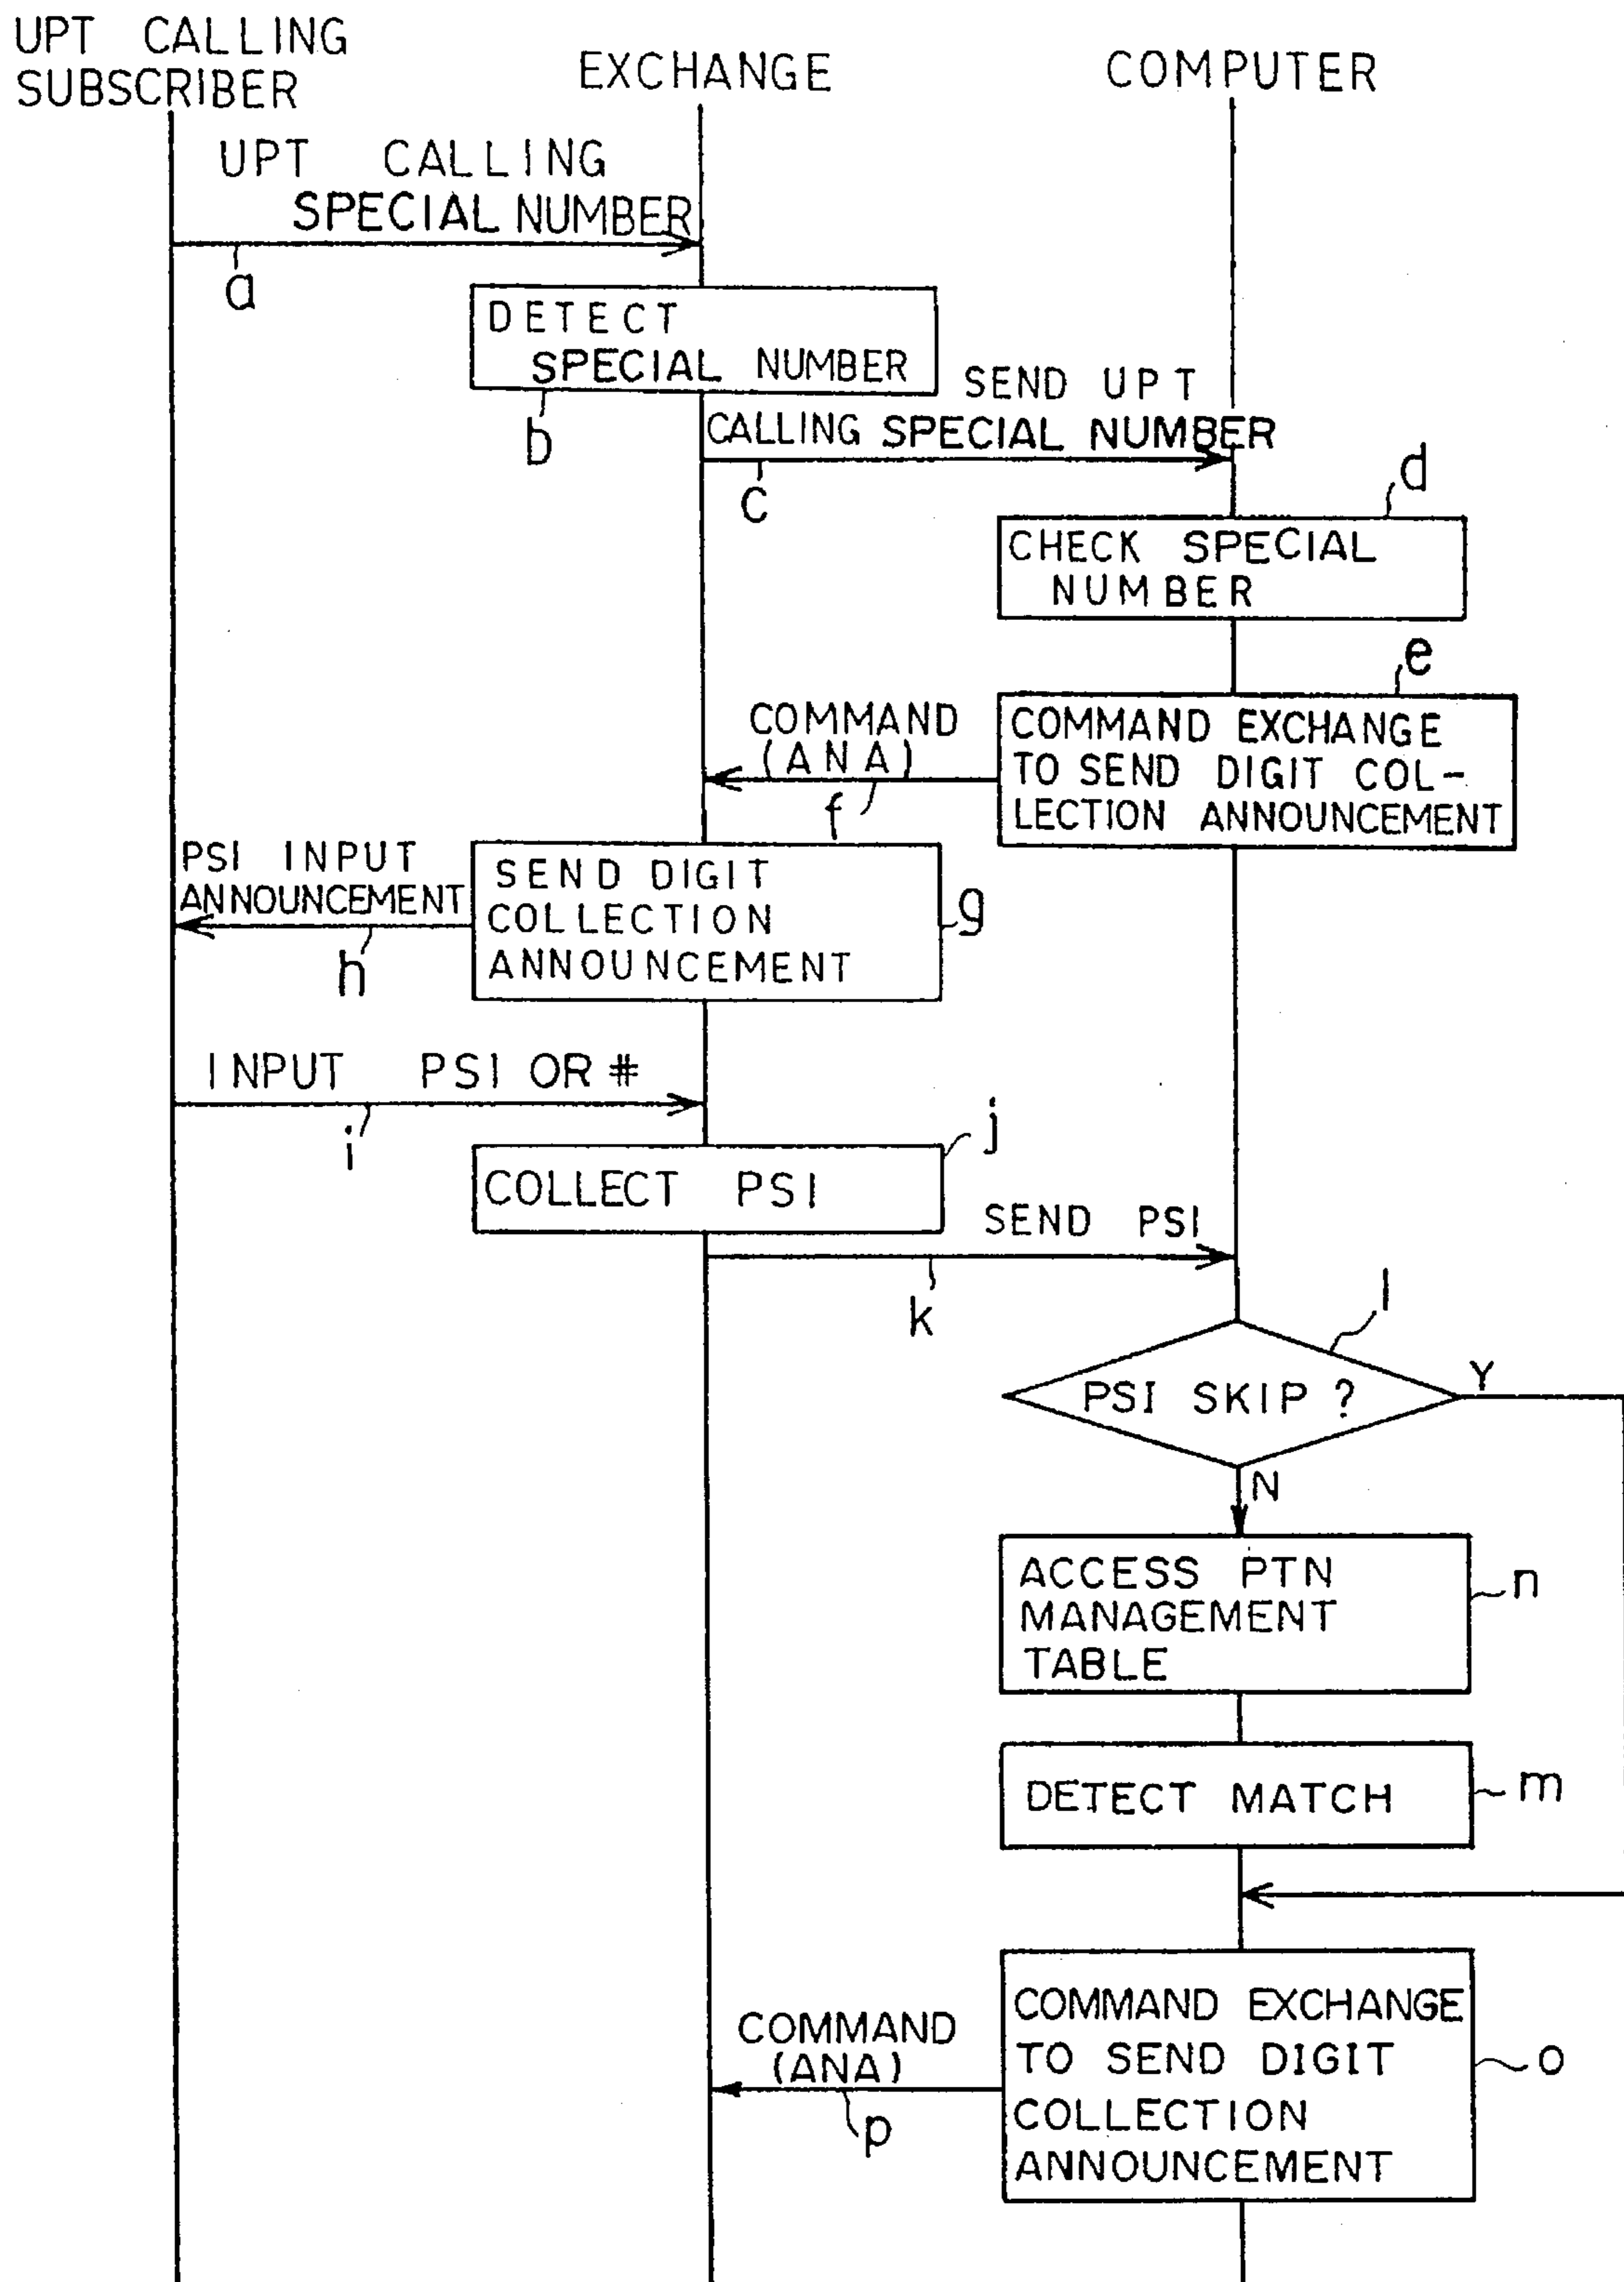 UPT CALLING
SUBSCRIBER
EXCHANGE
COMPUTER
UPT CALLING
SPECIAL NUMBER
a
DETECT
SPECIAL NUMBER
b
SEND UPT
CALLING SPECIAL NUMBER
c
d
CHECK SPECIAL
NUMBER
e
COMMAND EXCHANGE
TO SEND DIGIT COL-
LECTION ANNOUNCEMENT
COMMAND
(ANA)
f
PSI INPUT
ANNOUNCEMENT
h
SEND DIGIT
COLLECTION
ANNOUNCEMENT
g
INPUT PSI OR #
i
j
COLLECT PSI
SEND PSI
k
l
PSI SKIP ?
Y
N
ACCESS PTN
MANAGEMENT
TABLE
n
DETECT MATCH
m
COMMAND EXCHANGE
TO SEND DIGIT
COLLECTION
ANNOUNCEMENT
o
COMMAND
(ANA)
p